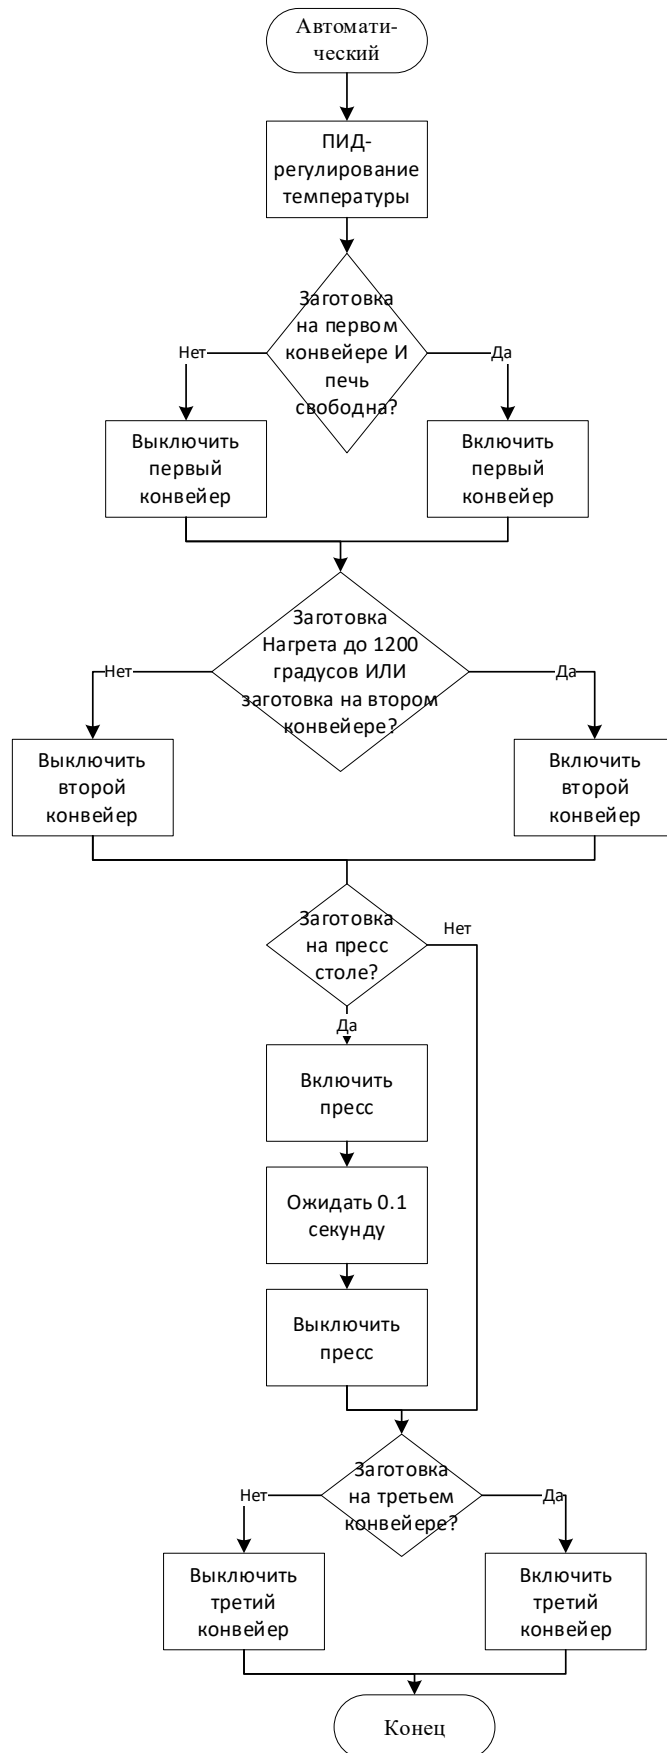 Автомати-
ческий
ПИД-
регулирование
температуры
Заготовка
на первом
конвейере И
печь
свободна?
Нет
Да
Выключить
первый
конвейер
Включить
первый
конвейер
Заготовка
Нагрета до 1200
градусов ИЛИ
заготовка на втором
конвейере?
Нет
Да
Выключить
второй
конвейер
Включить
второй
конвейер
Заготовка
на пресс
столе?
Нет
Да
Включить
пресс
Ожидать 0.1
секунду
Выключить
пресс
Заготовка
на третьем
конвейере?
Нет
Да
Выключить
третий
конвейер
Включить
третий
конвейер
Конец